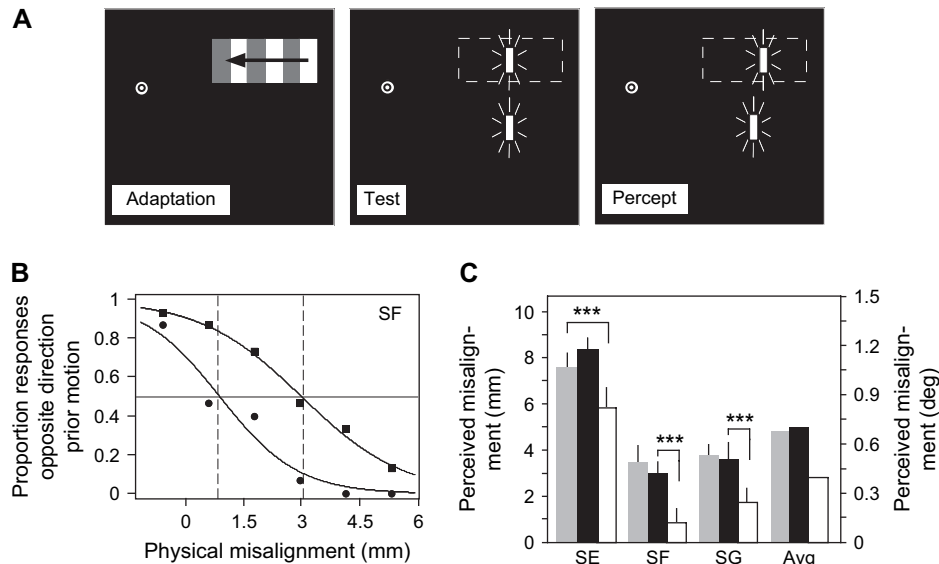 A
Adaptation
Test
Percept
B
Proportion responses
opposite direction
prior motion
1
0.8
0.6
0.4
0.2
0
SF
0 1.5 3 4.5 6
Physical misalignment (mm)
C
Perceived misalign-
ment (mm)
10
8
6
4
2
0
***
***
***
SE SF SG Avg
1.5
1.2
0.9
0.6
0.3
0
Perceived misalign-
ment (deg)